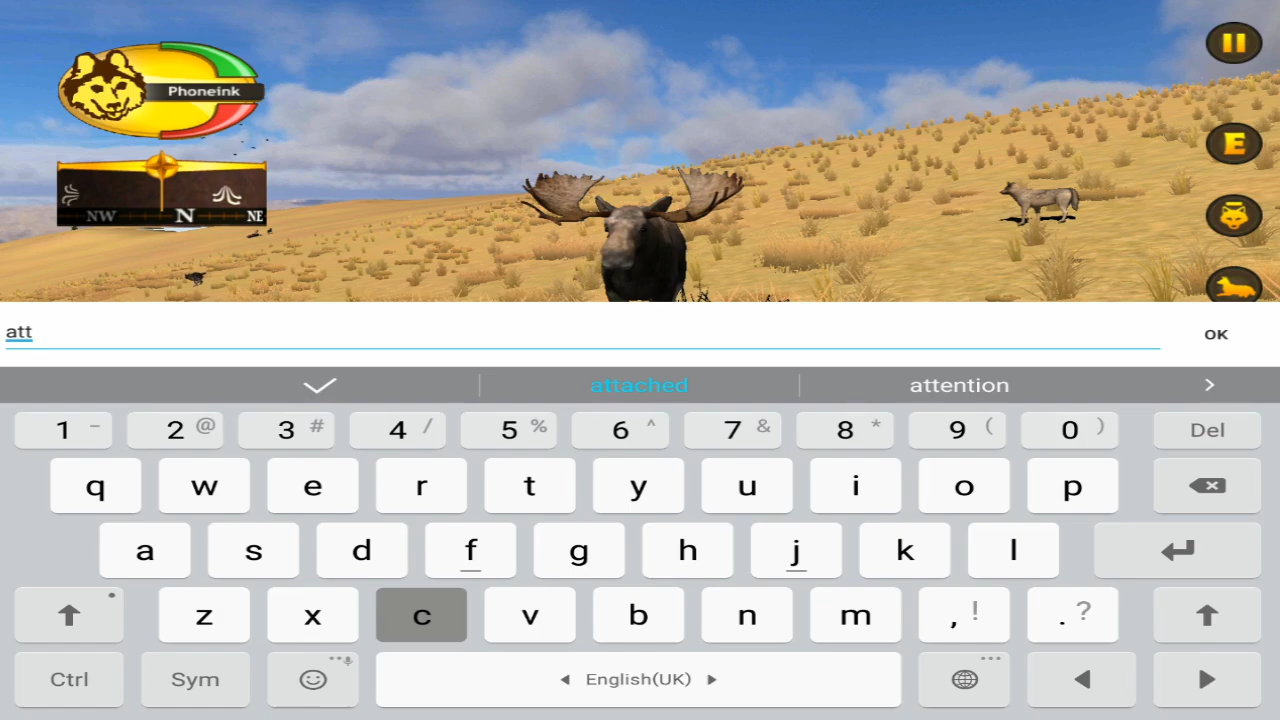 Phoneink
NW N NE
E
att
OK
attached attention
1 - 2 @ 3 # 4 / 5 % 6 ^ 7 & 8 * 9 ( 0 ) Del
q w e r t y u i o p
a s d f g h j k l
z x c v b n m , ! . ?
Ctrl Sym English(UK)